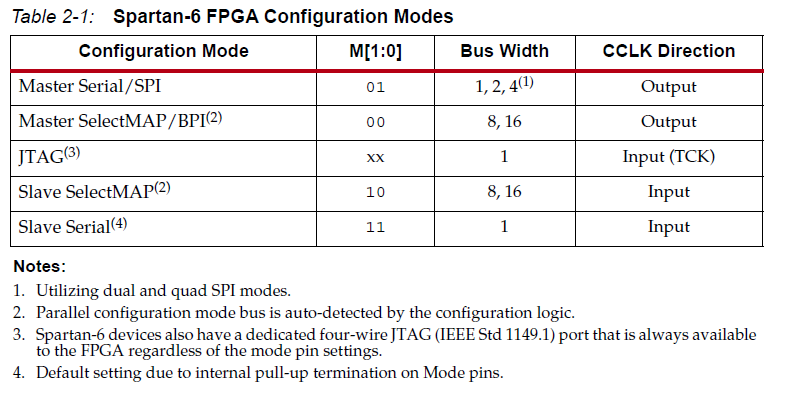 Table 2-1: Spartan-6 FPGA Configuration Modes
Configuration Mode M[1:0] Bus Width CCLK Direction
Master Serial/SPI 01 1, 2, 4(1) Output
Master SelectMAP/BPI(2) 00 8, 16 Output
JTAG(3) xx 1 Input (TCK)
Slave SelectMAP(2) 10 8, 16 Input
Slave Serial(4) 11 1 Input
Notes:
1. Utilizing dual and quad SPI modes.
2. Parallel configuration mode bus is auto-detected by the configuration logic.
3. Spartan-6 devices also have a dedicated four-wire JTAG (IEEE Std 1149.1) port that is always available
to the FPGA regardless of the mode pin settings.
4. Default setting due to internal pull-up termination on Mode pins.